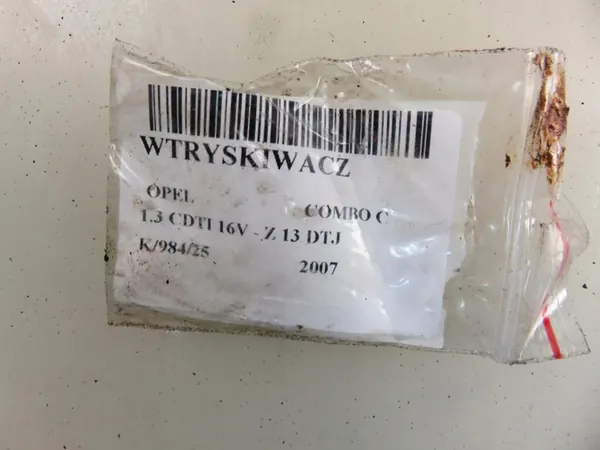 WTRYSKIWACZ
OPEL COMBO C
1.3 CDTI 16V - Z 13 DTJ
K/984/25 2007